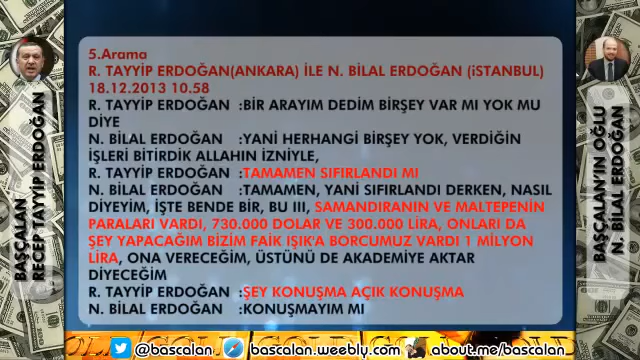 5.Arama
R. TAYYİP ERDOĞAN(ANKARA) İLE N. BİLAL ERDOĞAN (iSTANBUL)
18.12.2013 10.58
R. TAYYİP ERDOĞAN :BİR ARAYIM DEDİM BİRŞEY VAR MI YOK MU
DİYE
N. BİLAL ERDOĞAN :YANİ HERHANGİ BİRŞEY YOK, VERDİĞİN
İŞLERİ BİTİRDİK ALLAHIN İZNİYLE,
R. TAYYİP ERDOĞAN :TAMAMEN SIFIRLANDI MI
N. BİLAL ERDOĞAN :TAMAMEN, YANİ SIFIRLANDI DERKEN, NASIL
DİYEYİM, İŞTE BENDE BİR, BU III, SAMANDIRANIN VE MALTEPENİN
PARALARI VARDI, 730.000 DOLAR VE 300.000 LİRA, ONLARI DA
ŞEY YAPACAĞIM BİZİM FAİK IŞIK'A BORCUMUZ VARDI 1 MİLYON
LİRA, ONA VERECEĞİM, ÜSTÜNÜ DE AKADEMİYE AKTAR
DİYECEĞİM
R. TAYYİP ERDOĞAN :ŞEY KONUŞMA AÇIK KONUŞMA
N. BİLAL ERDOĞAN :KONUŞMAYIM MI
BAŞÇALAN
RECEP TAYYİP ERDOĞAN
BAŞÇALAN'IN OĞLU
N. BİLAL ERDOĞAN
@bascalan bascalan.weebly.com about.me/bascalan